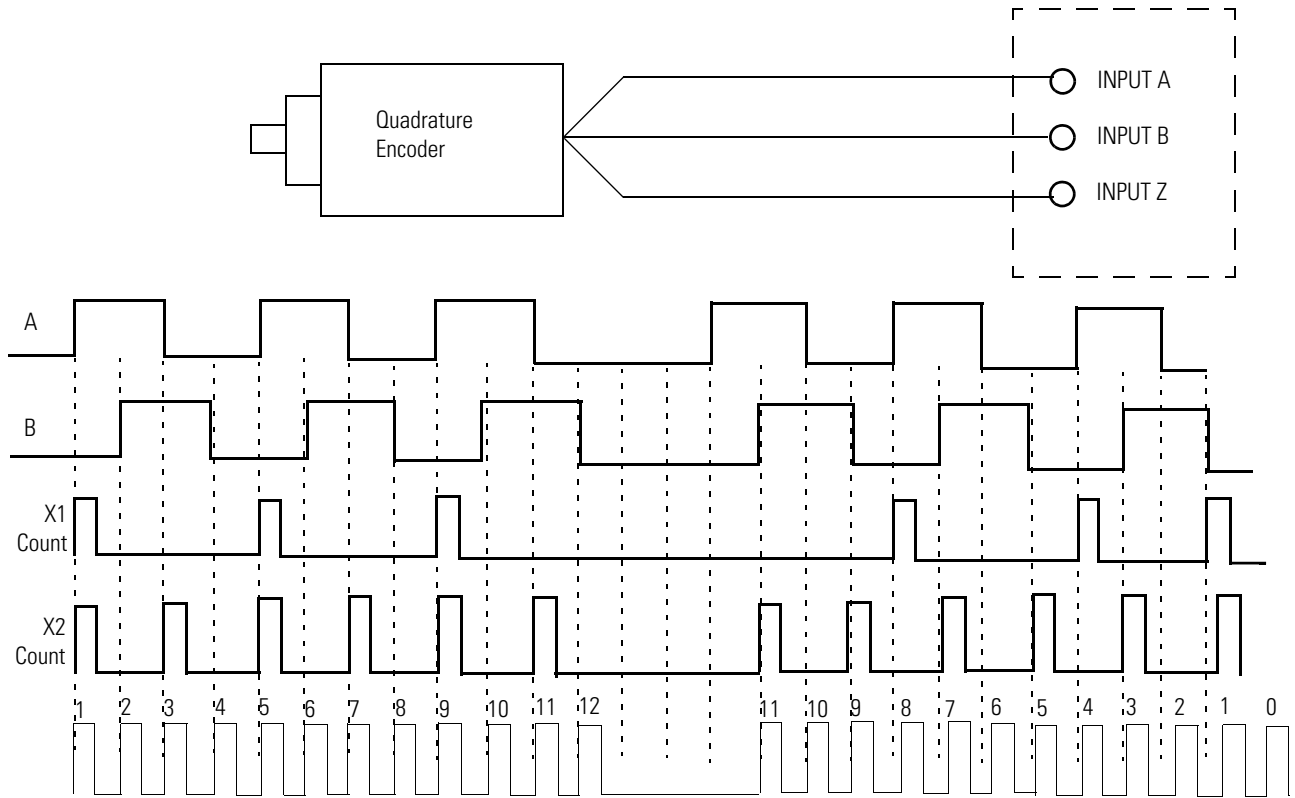 Quadrature
Encoder
INPUT A
INPUT B
INPUT Z
A
B
X1
Count
X2
Count
1 2 3 4 5 6 7 8 9 10 11 12 11 10 9 8 7 6 5 4 3 2 1 0